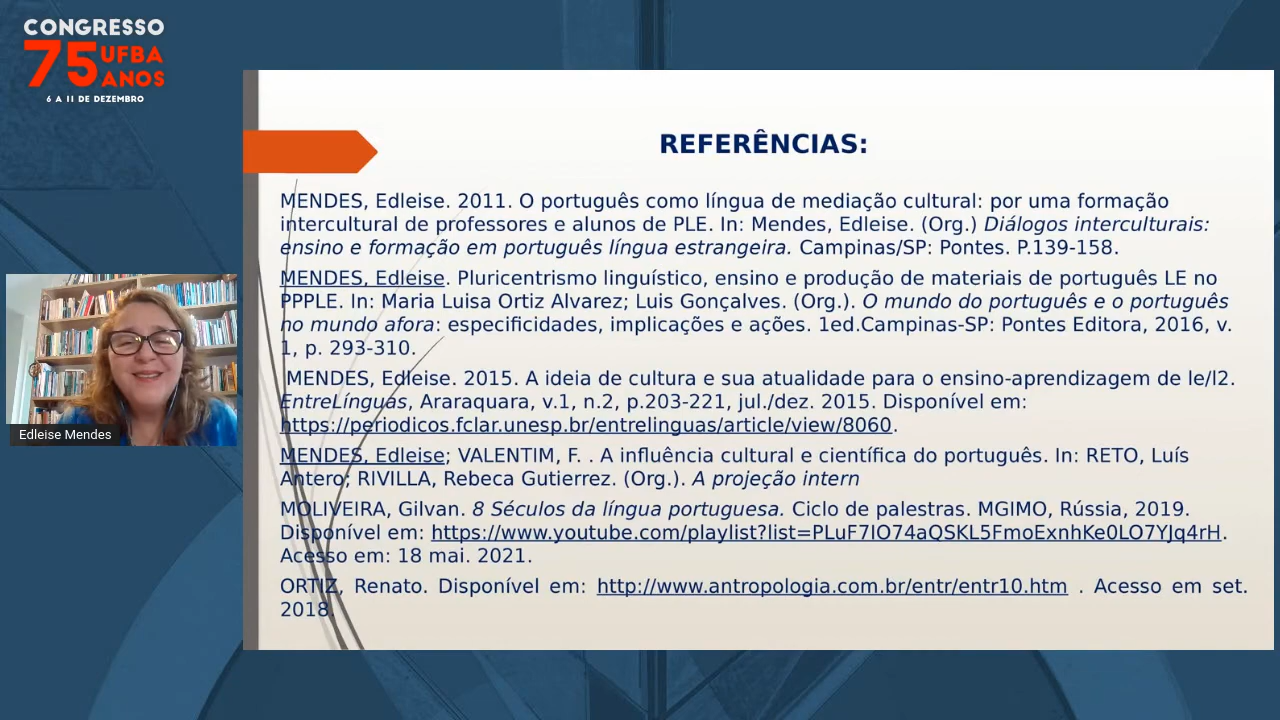 CONGRESSO
75 UFBA
ANOS
6 A 11 DE DEZEMBRO
REFERÊNCIAS:
MENDES, Edleise. 2011. O português como língua de mediação cultural: por uma formação
intercultural de professores e alunos de PLE. In: Mendes, Edleise. (Org.) Diálogos interculturais:
ensino e formação em português língua estrangeira. Campinas/SP: Pontes. P.139-158.
MENDES, Edleise. Pluricentrismo linguístico, ensino e produção de materiais de português LE no
PPPLE. In: Maria Luisa Ortiz Alvarez; Luis Gonçalves. (Org.). O mundo do português e o português
no mundo afora: especificidades, implicações e ações. 1ed.Campinas-SP: Pontes Editora, 2016, v.
1, p. 293-310.
MENDES, Edleise. 2015. A ideia de cultura e sua atualidade para o ensino-aprendizagem de le/l2.
EntreLínguas, Araraquara, v.1, n.2, p.203-221, jul./dez. 2015. Disponível em:
https://periodicos.fclar.unesp.br/entrelinguas/article/view/8060.
MENDES, Edleise; VALENTIM, F. . A influência cultural e científica do português. In: RETO, Luís
Antero; RIVILLA, Rebeca Gutierrez. (Org.). A projeção intern
MOLIVEIRA, Gilvan. 8 Séculos da língua portuguesa. Ciclo de palestras. MGIMO, Rússia, 2019.
Disponível em: https://www.youtube.com/playlist?list=PLuF7IO74aQSKL5FmoExnhKe0LO7YJq4rH.
Acesso em: 18 mai. 2021.
ORTIZ, Renato. Disponível em: http://www.antropologia.com.br/entr/entr10.htm . Acesso em set.
2018.
Edleise Mendes